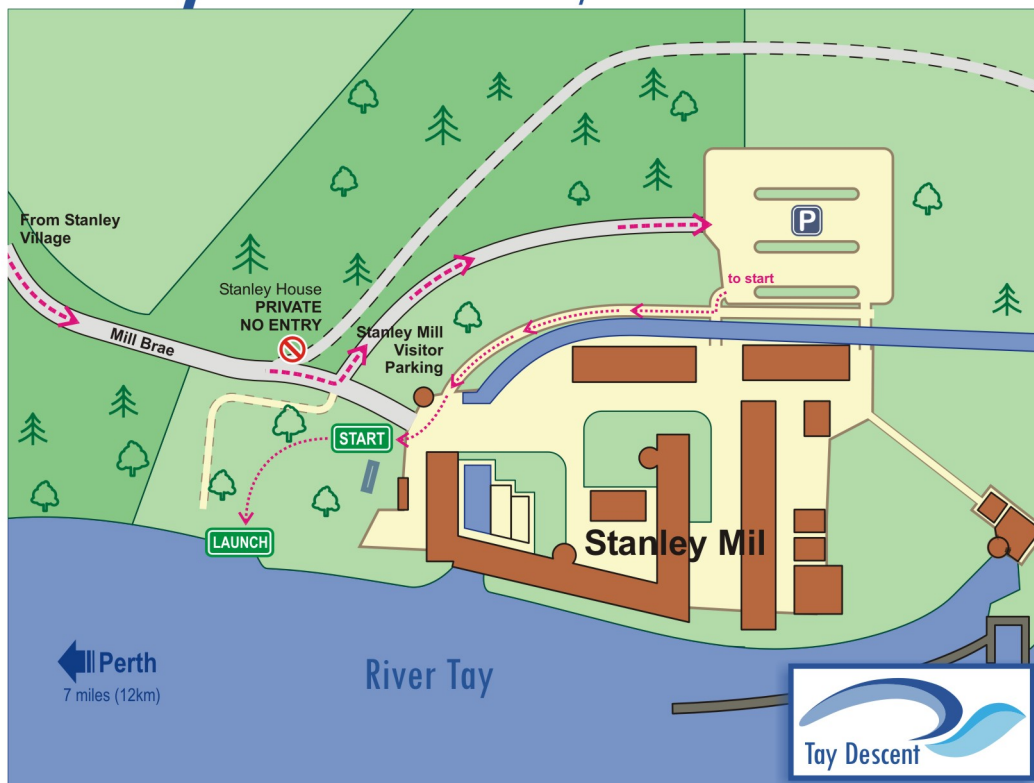 From Stanley
Village
Mill Brae
Stanley House
PRIVATE
NO ENTRY
Stanley Mill
Visitor
Parking
P
to start
START
LAUNCH
Stanley Mil
Perth
7 miles (12km)
River Tay
Tay Descent